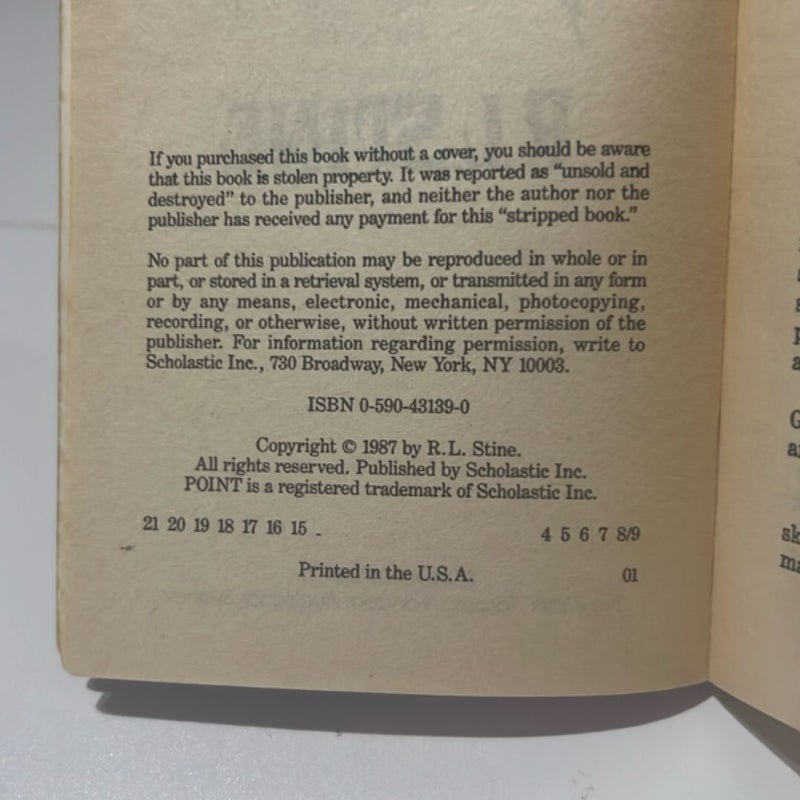 If you purchased this book without a cover, you should be aware
that this book is stolen property. It was reported as “unsold and
destroyed” to the publisher, and neither the author nor the
publisher has received any payment for this “stripped book.”
No part of this publication may be reproduced in whole or in
part, or stored in a retrieval system, or transmitted in any form
or by any means, electronic, mechanical, photocopying,
recording, or otherwise, without written permission of the
publisher. For information regarding permission, write to
Scholastic Inc., 730 Broadway, New York, NY 10003.
ISBN 0-590-43139-0
Copyright © 1987 by R.L. Stine.
All rights reserved. Published by Scholastic Inc.
POINT is a registered trademark of Scholastic Inc.
21 20 19 18 17 16 15 4 5 6 7 8/9
Printed in the U.S.A. 01